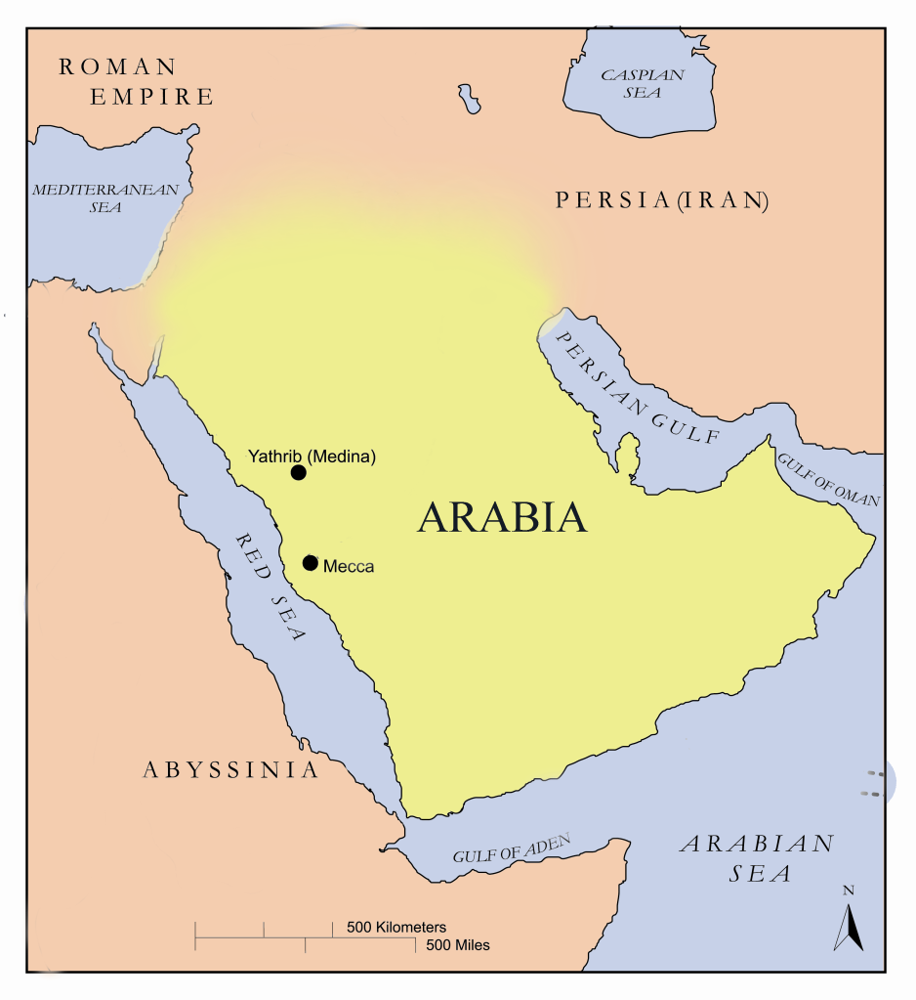 ROMAN
EMPIRE
CASPIAN
SEA
MEDITERRANEAN
SEA
PERSIA (IRAN)
PERSIAN GULF
Yathrib (Medina)
GULF OF OMAN
ARABIA
Mecca
RED SEA
ABYSSINIA
GULF OF ADEN
ARABIAN
SEA
N
500 Kilometers
500 Miles